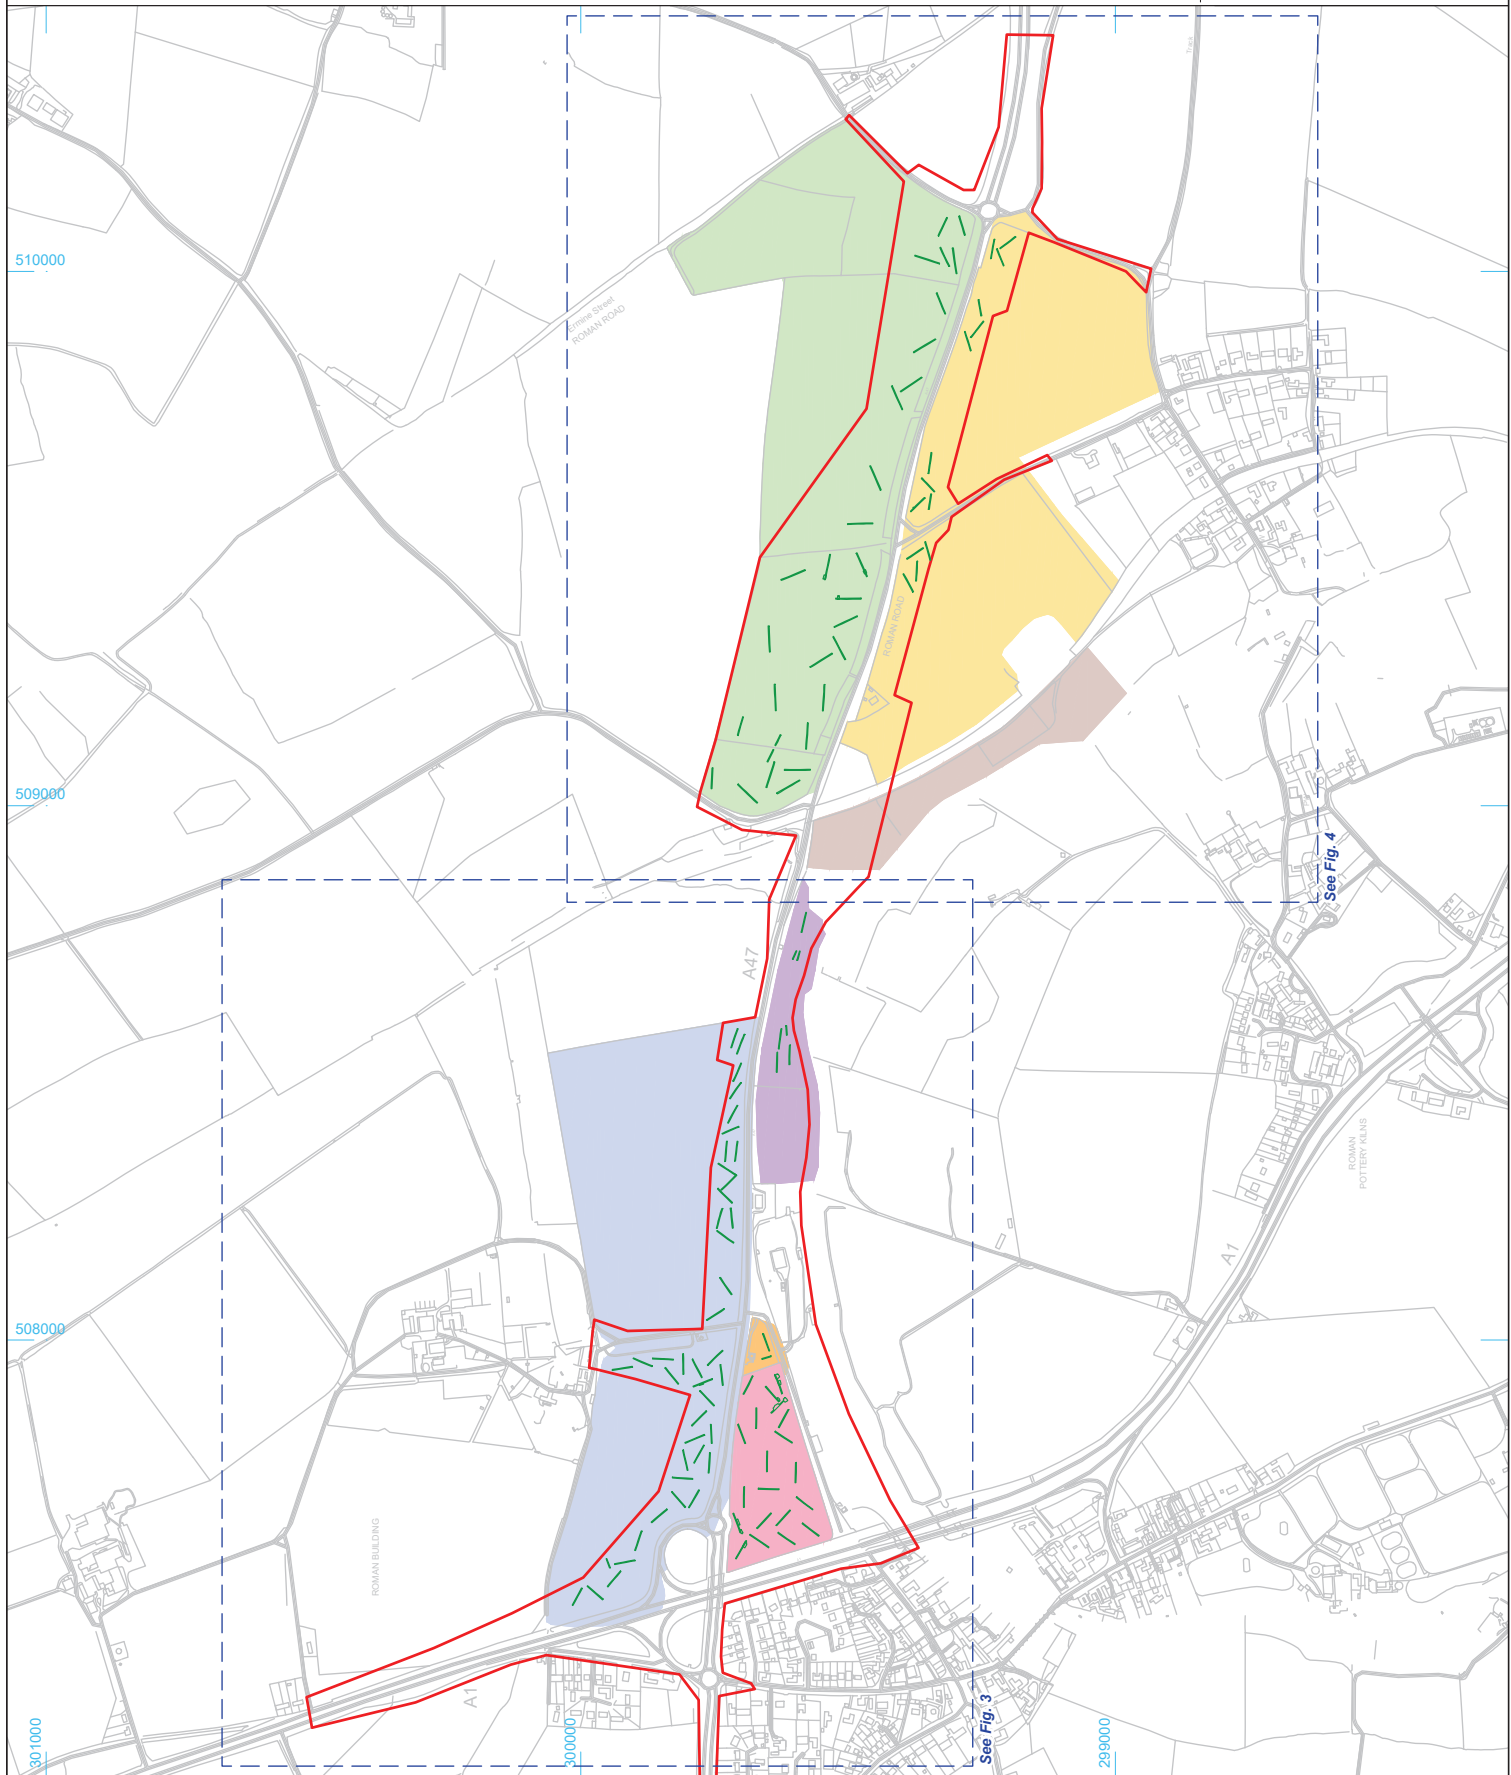 Track
510000
Ermine Street
ROMAN ROAD
ROMAN ROAD
509000
See Fig. 4
A47
ROMAN
POTTERY KILNS
A1
508000
ROMAN BUILDING
A1
See Fig. 3
301000
300000
299000